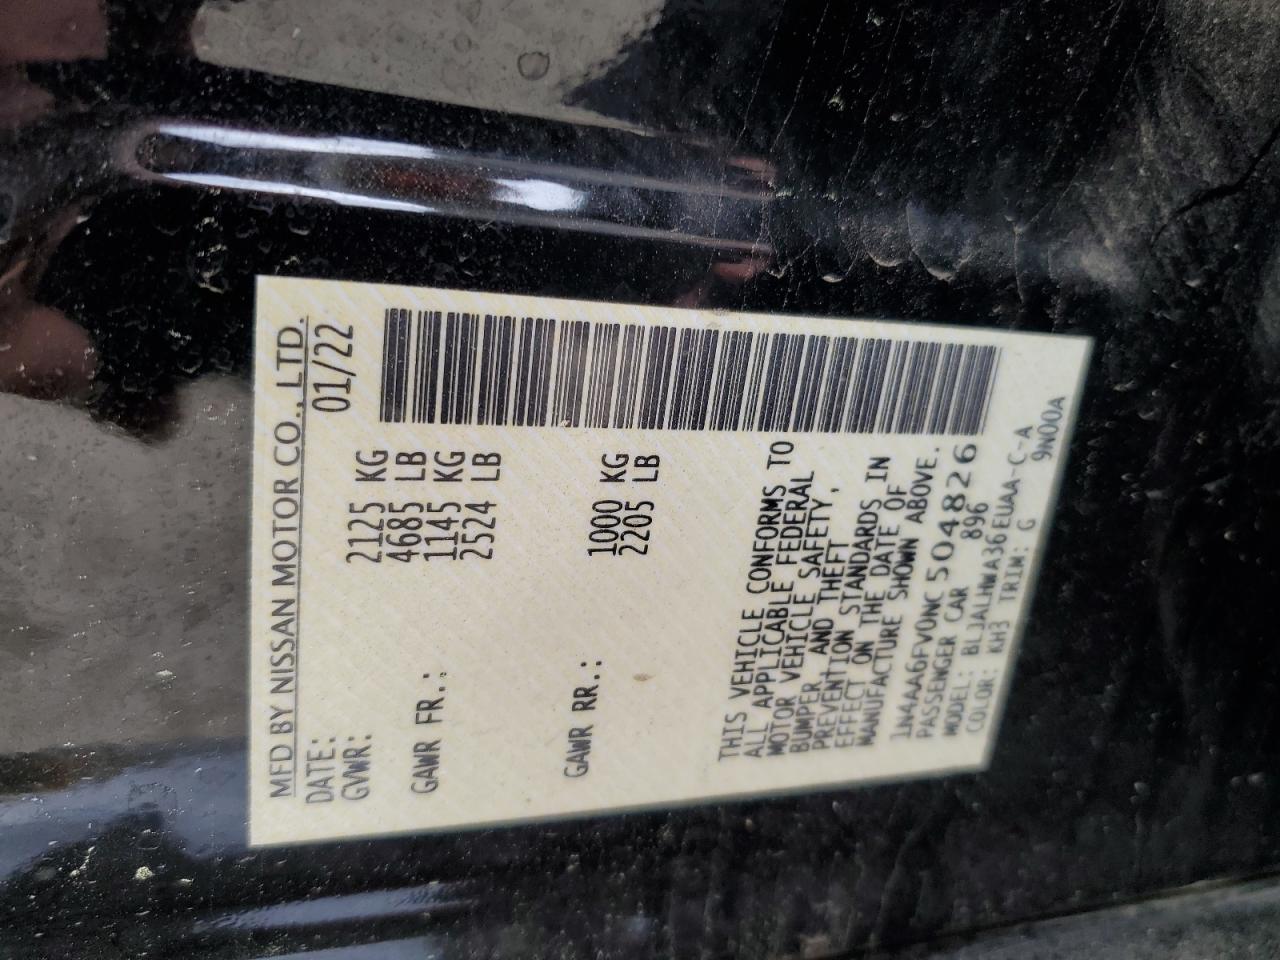 MFD BY NISSAN MOTOR CO., LTD.
DATE: 01/22
GVWR: 2125 KG
4685 LB
GAWR FR.: 1145 KG
2524 LB
GAWR RR.: 1000 KG
2205 LB
THIS VEHICLE CONFORMS TO
ALL APPLICABLE FEDERAL
MOTOR VEHICLE SAFETY,
BUMPER, AND THEFT
PREVENTION STANDARDS IN
EFFECT ON THE DATE OF
MANUFACTURE SHOWN ABOVE.
1N4AA6FV0NC504826
PASSENGER CAR 896
MODEL: BLJALHWA36EUAA-C-A
COLOR: KH3 TRIM: G 9N00A